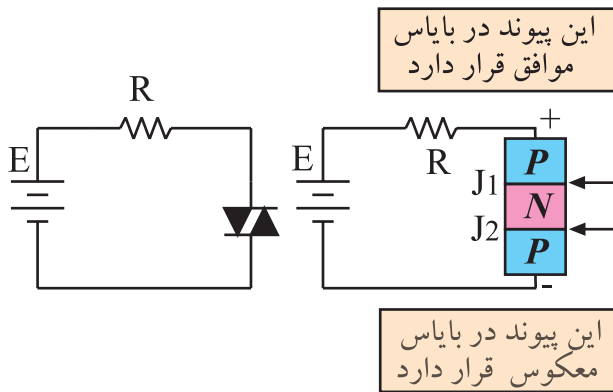 این پیوند در بایاس
موافق قرار دارد
R
E
E
R
+
P
J1
N
J2
P
-
این پیوند در بایاس
معکوس قرار دارد